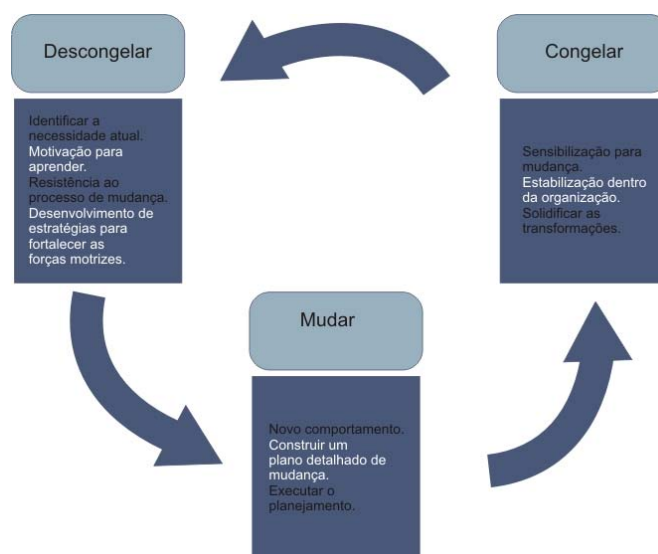 Descongelar
Identificar a
necessidade atual.
Motivação para
aprender.
Resistência ao
processo de mudança.
Desenvolvimento de
estratégias para
fortalecer as
forças motrizes.
Mudar
Novo comportamento.
Construir um
plano detalhado de
mudança.
Executar o
planejamento.
Congelar
Sensibilização para
mudança.
Estabilização dentro
da organização.
Solidificar as
transformações.